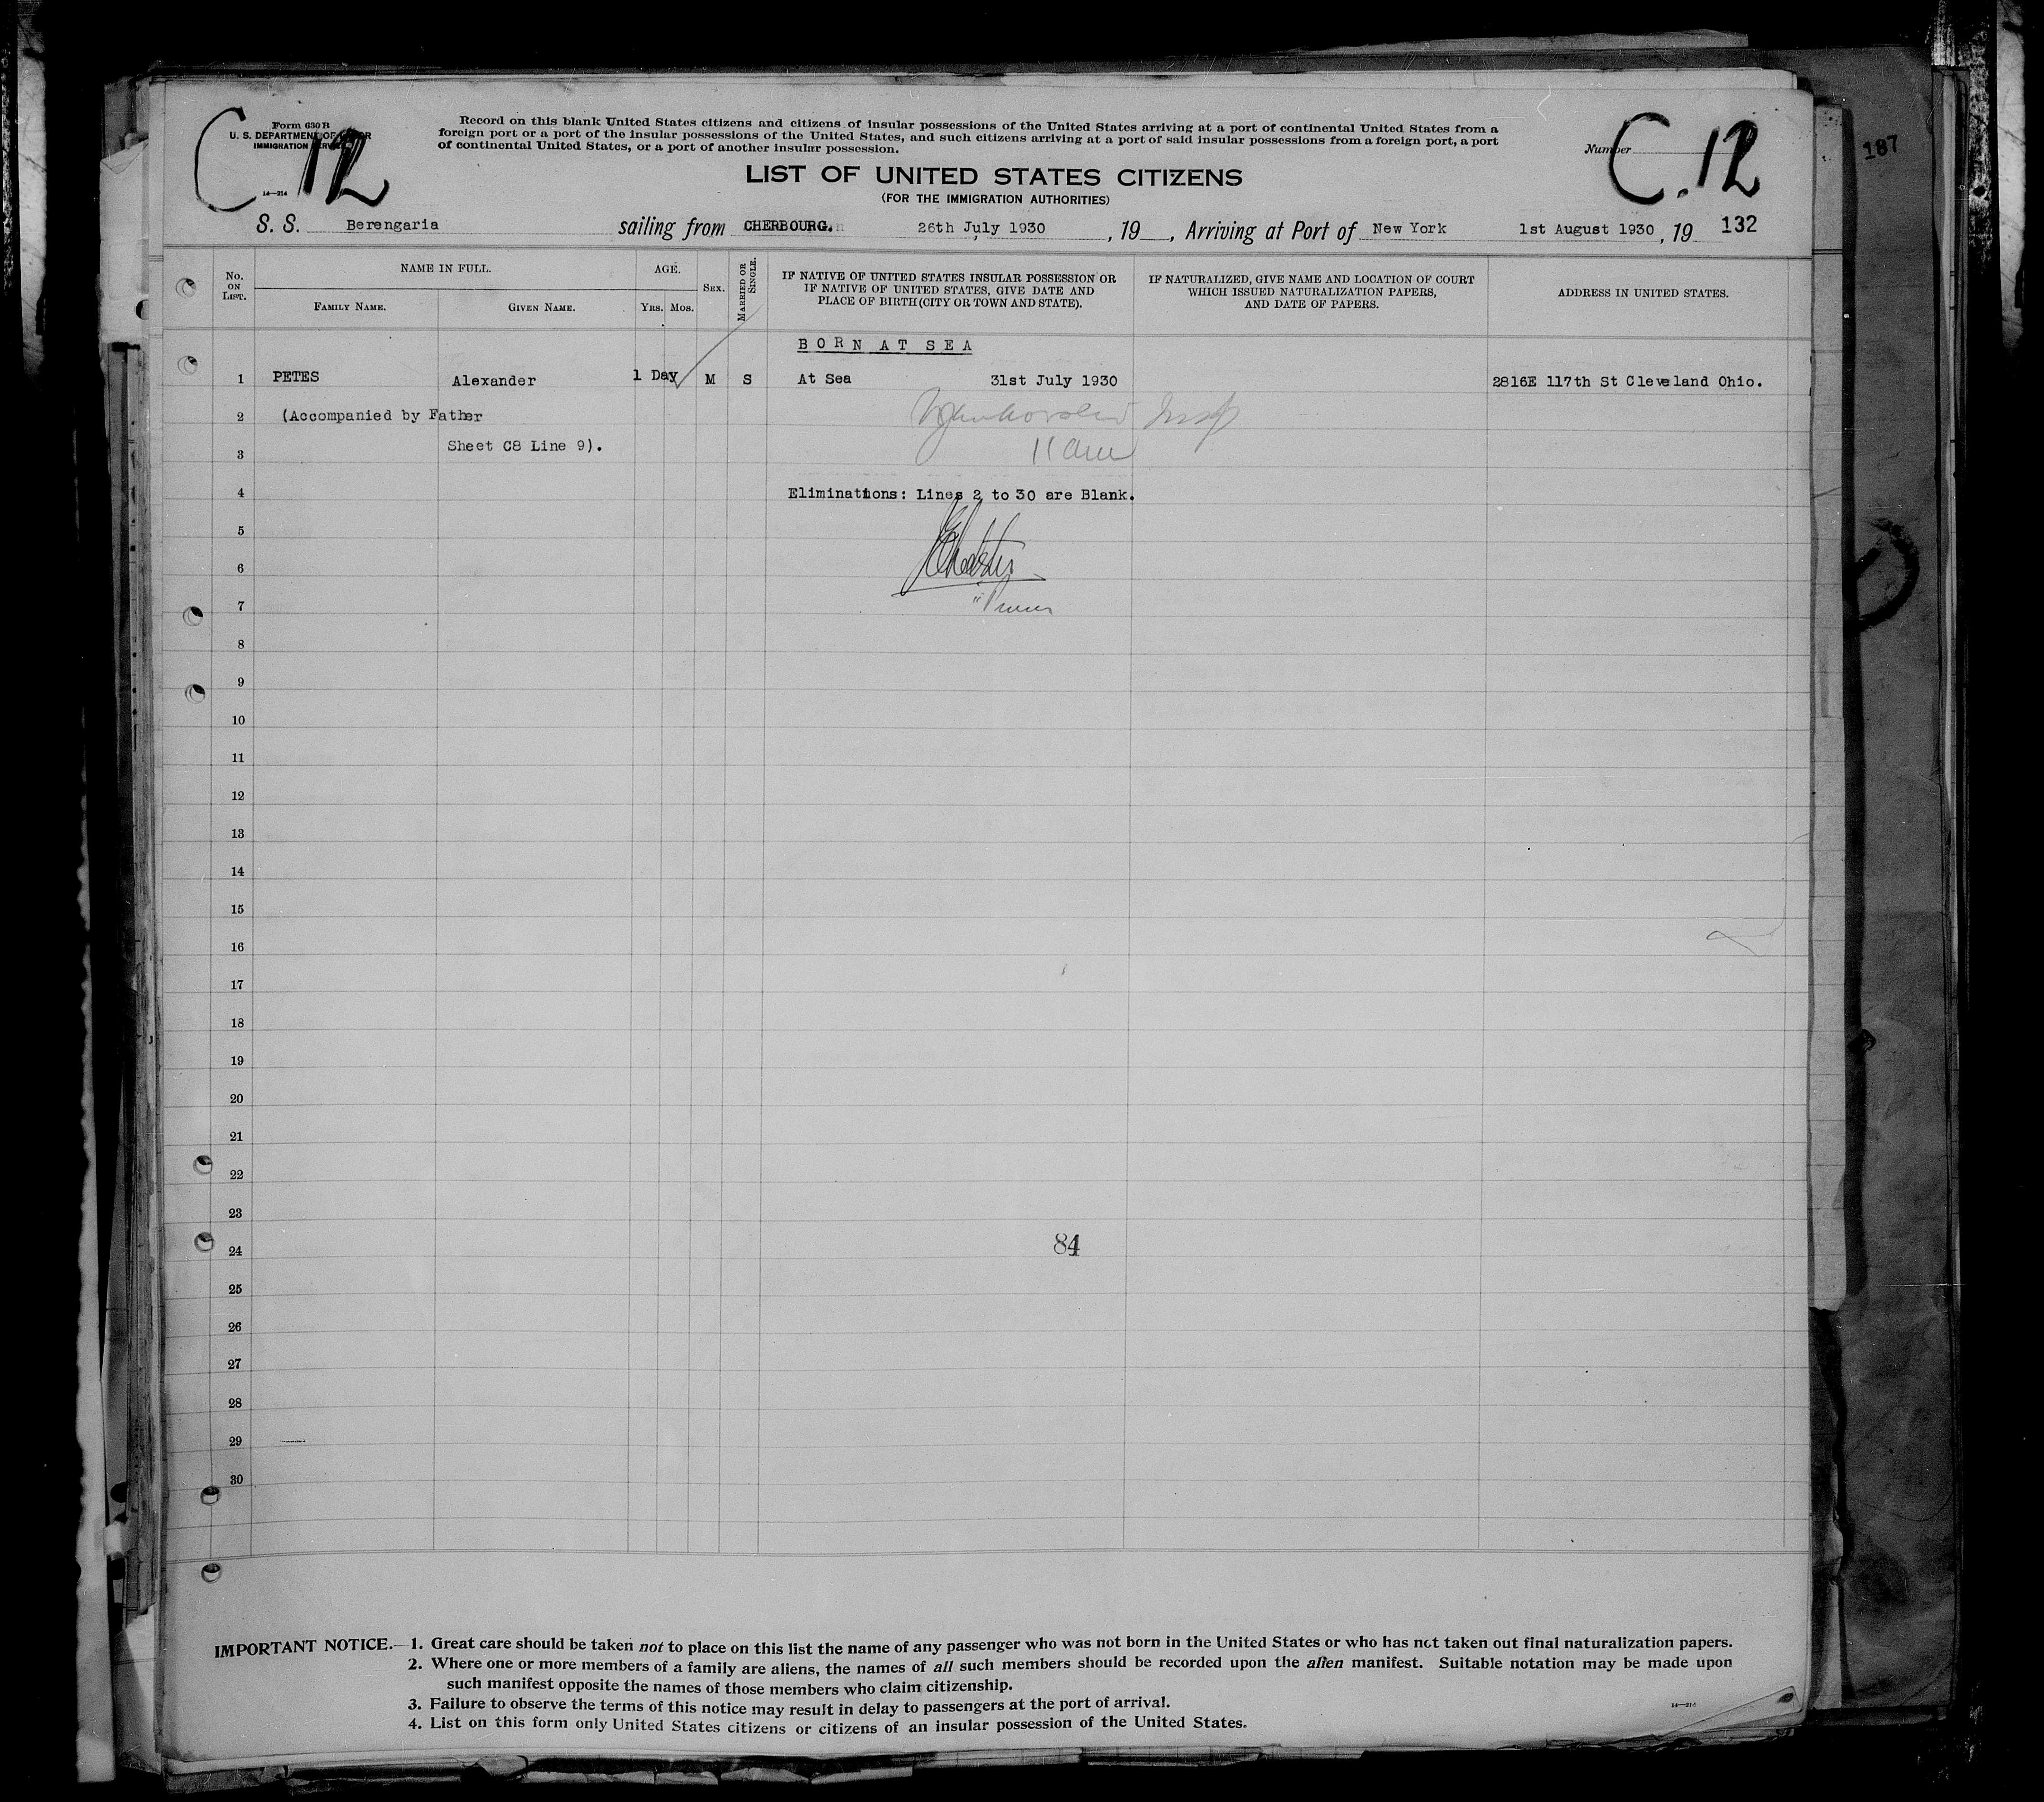 C 12
Form 630 B
U. S. DEPARTMENT OF LABOR
IMMIGRATION SERVICE
14—214
Record on this blank United States citizens and citizens of insular possessions of the United States arriving at a port of continental United States from a
foreign port or a port of the insular possessions of the United States, and such citizens arriving at a port of said insular possessions from a foreign port, a port
of continental United States, or a port of another insular possession.
Number
C. 12
187
LIST OF UNITED STATES CITIZENS
(FOR THE IMMIGRATION AUTHORITIES)
S. S. Berengaria sailing from CHERBOURG. 26th July 1930, 19 , Arriving at Port of New York 1st August 1930, 19 132
No. ON LIST.
NAME IN FULL.
FAMILY NAME.
GIVEN NAME.
AGE.
YRS. MOS.
SEX.
MARRIED OR SINGLE.
IF NATIVE OF UNITED STATES INSULAR POSSESSION OR
IF NATIVE OF UNITED STATES, GIVE DATE AND
PLACE OF BIRTH (CITY OR TOWN AND STATE).
IF NATURALIZED, GIVE NAME AND LOCATION OF COURT
WHICH ISSUED NATURALIZATION PAPERS,
AND DATE OF PAPERS.
ADDRESS IN UNITED STATES.
BORN AT SEA
1 PETES Alexander 1 Day M S At Sea 31st July 1930 2816E 117th St Cleveland Ohio.
2 (Accompanied by Father
Insp
3 Sheet C8 Line 9).
11 am
4 Eliminations: Lines 2 to 30 are Blank.
5
6
7
8
9
10
11
12
13
14
15
16
17
18
19
20
21
22
23
24 84
25
26
27
28
29
30
IMPORTANT NOTICE.—1. Great care should be taken not to place on this list the name of any passenger who was not born in the United States or who has not taken out final naturalization papers.
2. Where one or more members of a family are aliens, the names of all such members should be recorded upon the alien manifest. Suitable notation may be made upon
such manifest opposite the names of those members who claim citizenship.
3. Failure to observe the terms of this notice may result in delay to passengers at the port of arrival.
4. List on this form only United States citizens or citizens of an insular possession of the United States.
14—214